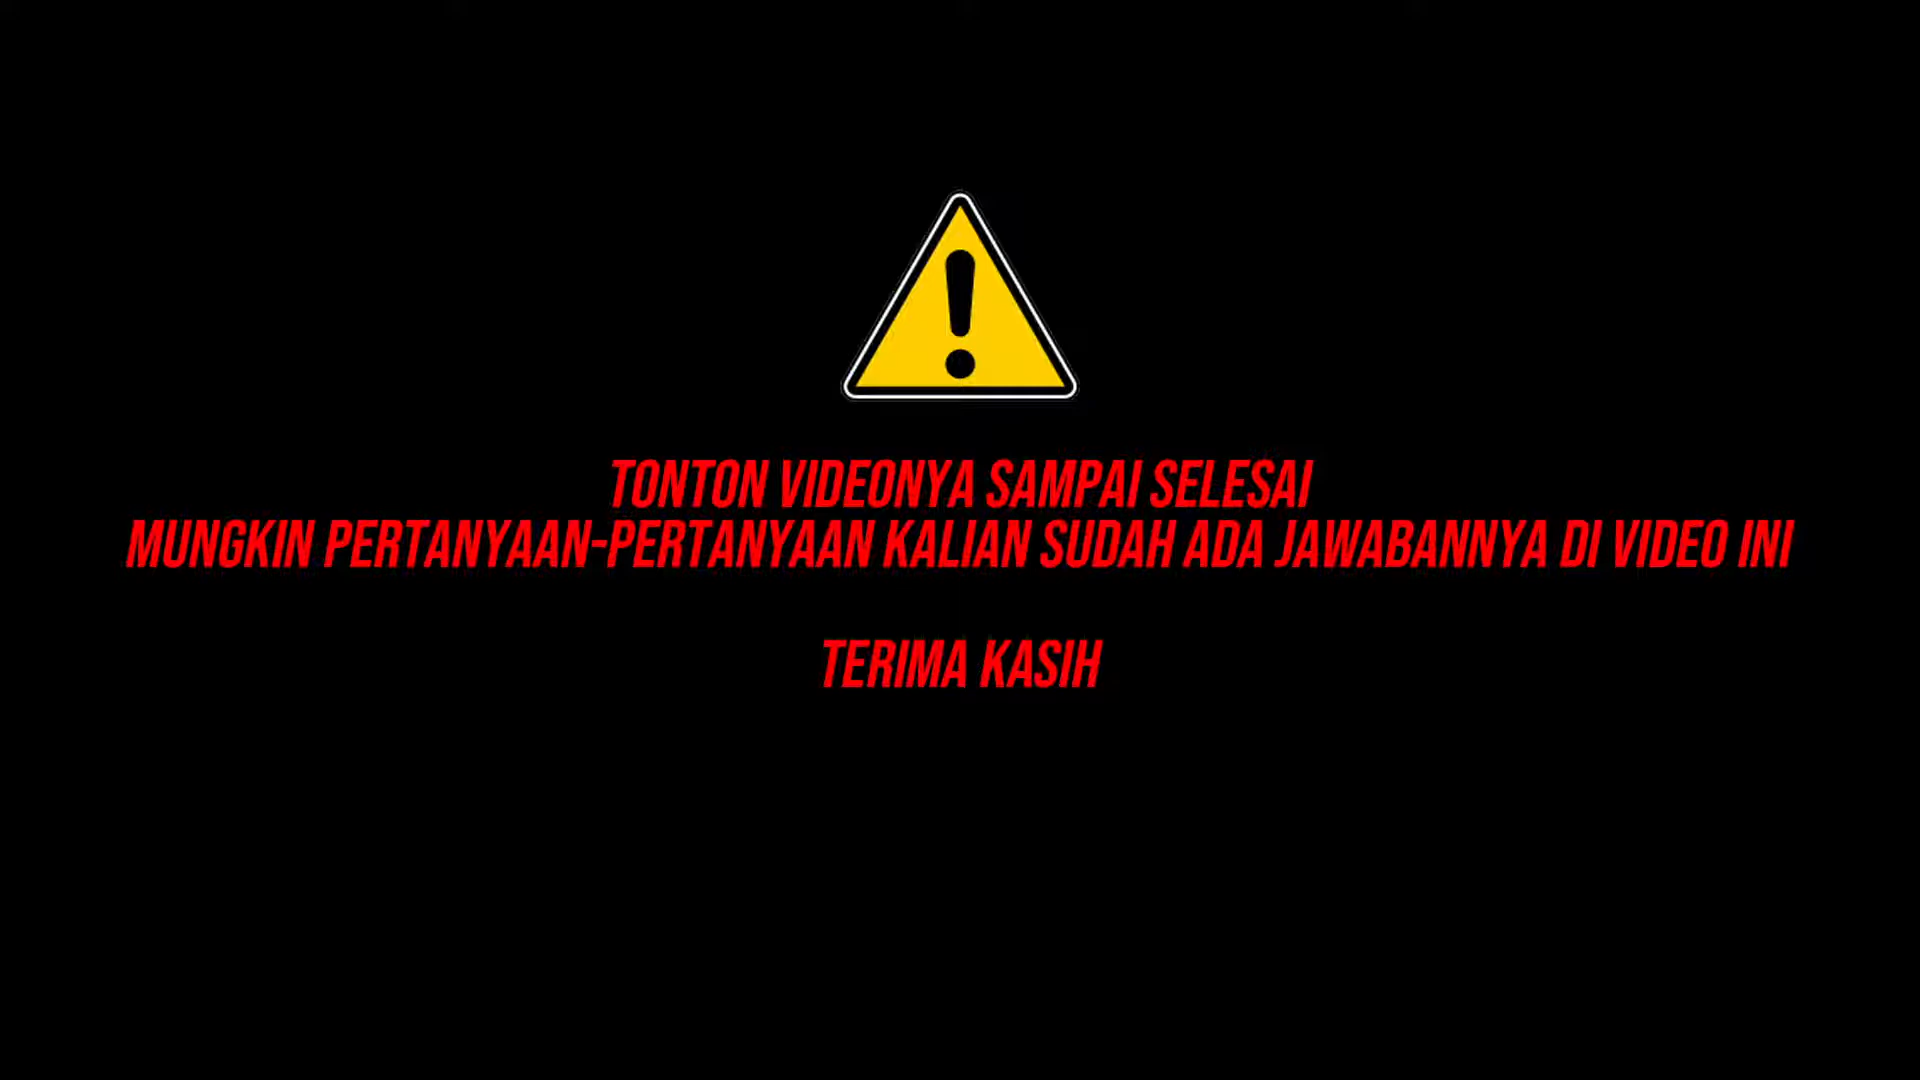 TONTON VIDEONYA SAMPAI SELESAI
MUNGKIN PERTANYAAN-PERTANYAAN KALIAN SUDAH ADA JAWABANNYA DI VIDEO INI
TERIMA KASIH